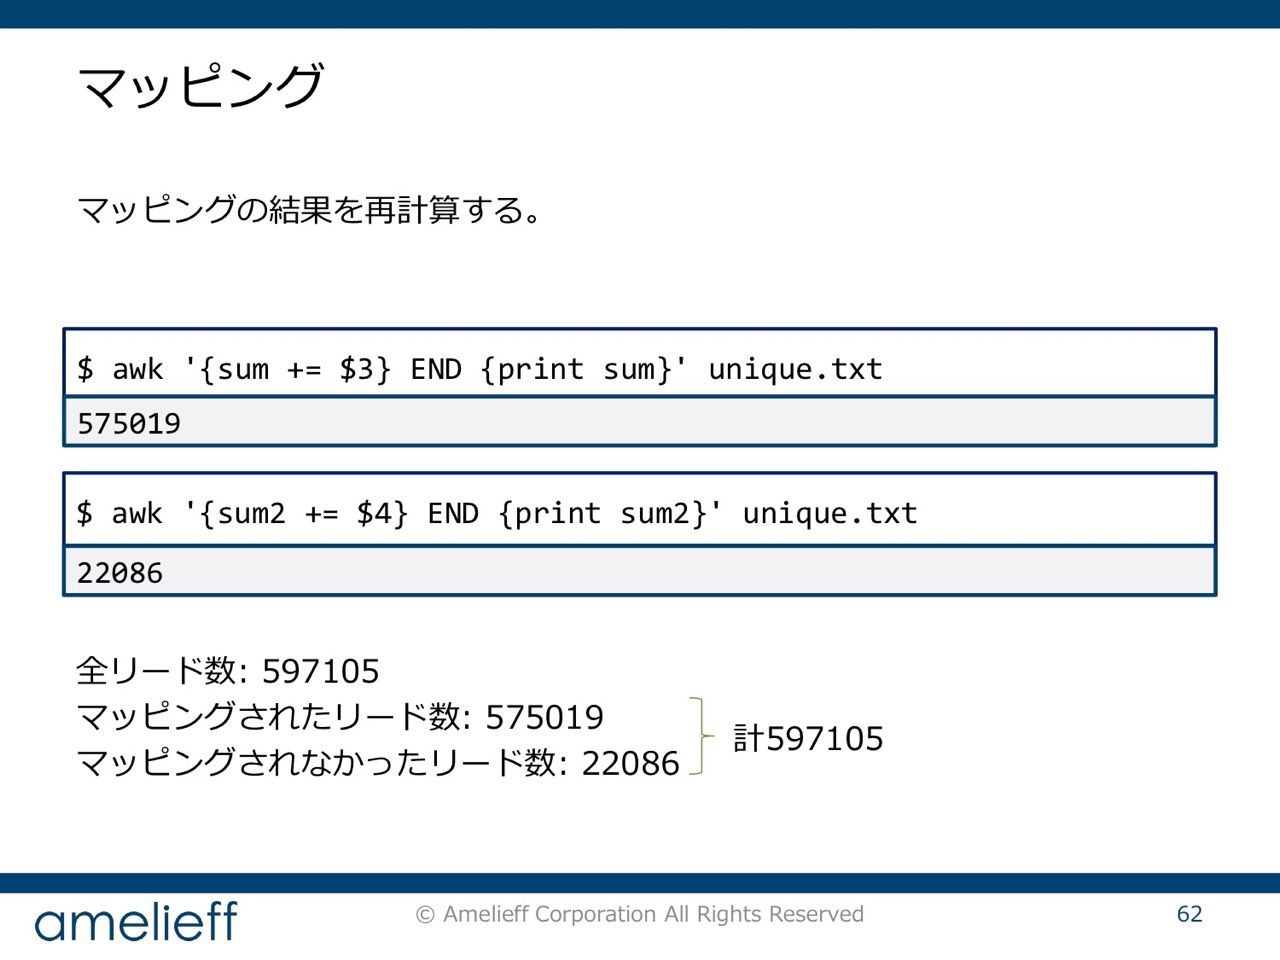 マッピング
マッピングの結果を再計算する。
$ awk '{sum += $3} END {print sum}' unique.txt
575019
$ awk '{sum2 += $4} END {print sum2}' unique.txt
22086
全リード数: 597105
マッピングされたリード数: 575019
マッピングされなかったリード数: 22086
計597105
amelieff
© Amelieff Corporation All Rights Reserved
62